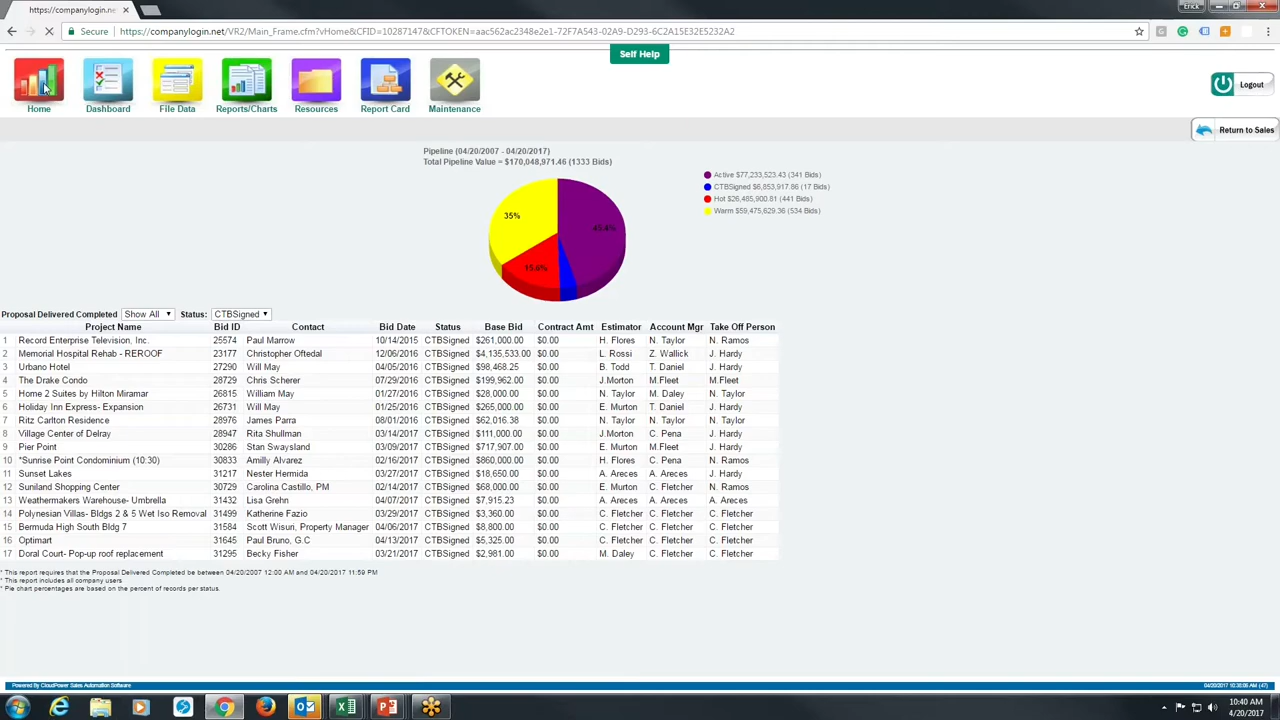 https://companylogin.net ×
Erick
Secure https://companylogin.net/VR2/Main_Frame.cfm?vHome&CFID=10287147&CFTOKEN=aac562ac2348e2e1-72F7A543-02A9-D293-6C2A15E32E5232A2
Self Help
Home Dashboard File Data Reports/Charts Resources Report Card Maintenance
Logout
Return to Sales
Pipeline (04/20/2007 - 04/20/2017)
Total Pipeline Value = $170,048,971.46 (1333 Bids)
Active $77,233,523.43 (341 Bids)
CTBSigned $6,853,917.86 (17 Bids)
Hot $26,485,900.81 (441 Bids)
Warm $59,475,629.36 (534 Bids)
35%
45.4%
15.6%
Proposal Delivered Completed Show All Status: CTBSigned
Project Name Bid ID Contact Bid Date Status Base Bid Contract Amt Estimator Account Mgr Take Off Person
1 Record Enterprise Television, Inc. 25574 Paul Marrow 10/14/2015 CTBSigned $261,000.00 $0.00 H. Flores N. Taylor N. Ramos
2 Memorial Hospital Rehab - REROOF 23177 Christopher Oftedal 12/06/2016 CTBSigned $4,135,533.00 $0.00 L. Rossi Z. Wallick J. Hardy
3 Urbano Hotel 27290 Will May 04/05/2016 CTBSigned $98,468.25 $0.00 B. Todd T. Daniel J. Hardy
4 The Drake Condo 28729 Chris Scherer 07/29/2016 CTBSigned $199,962.00 $0.00 J.Morton M.Fleet M.Fleet
5 Home 2 Suites by Hilton Miramar 26815 William May 01/27/2016 CTBSigned $28,000.00 $0.00 N. Taylor M. Daley N. Taylor
6 Holiday Inn Express- Expansion 26731 Will May 01/25/2016 CTBSigned $265,000.00 $0.00 E. Murton T. Daniel J. Hardy
7 Ritz Carlton Residence 28976 James Parra 08/01/2016 CTBSigned $62,016.38 $0.00 N. Taylor N. Taylor N. Taylor
8 Village Center of Delray 28947 Rita Shullman 03/14/2017 CTBSigned $111,000.00 $0.00 J.Morton C. Pena J. Hardy
9 Pier Point 30286 Stan Swaysland 03/09/2017 CTBSigned $717,907.00 $0.00 E. Murton M.Fleet J. Hardy
10 "Sunrise Point Condominium (10:30) 30833 Amilly Alvarez 02/16/2017 CTBSigned $860,000.00 $0.00 H. Flores C. Pena N. Ramos
11 Sunset Lakes 31217 Nester Hermida 03/27/2017 CTBSigned $18,650.00 $0.00 A. Areces A. Areces J. Hardy
12 Suniland Shopping Center 30729 Carolina Castillo, PM 02/14/2017 CTBSigned $68,000.00 $0.00 E. Murton C. Fletcher N. Ramos
13 Weathermakers Warehouse- Umbrella 31432 Lisa Grehn 04/07/2017 CTBSigned $7,915.23 $0.00 A. Areces A. Areces A. Areces
14 Polynesian Villas- Bldgs 2 & 5 Wet Iso Removal 31499 Katherine Fazio 03/29/2017 CTBSigned $3,360.00 $0.00 C. Fletcher C. Fletcher C. Fletcher
15 Bermuda High South Bldg 7 31584 Scott Wisuri, Property Manager 04/06/2017 CTBSigned $8,800.00 $0.00 C. Fletcher C. Fletcher C. Fletcher
16 Optimart 31645 Paul Bruno, G.C 04/13/2017 CTBSigned $5,325.00 $0.00 C. Fletcher C. Fletcher C. Fletcher
17 Doral Court- Pop-up roof replacement 31295 Becky Fisher 03/21/2017 CTBSigned $2,981.00 $0.00 M. Daley C. Fletcher C. Fletcher
* This report requires that the Proposal Delivered Completed be between 04/20/2007 12:00 AM and 04/20/2017 11:59 PM
* This report includes all company users
* Pie chart percentages are based on the percent of records per status.
Powered By CloudPower Sales Automation Software
10:40 AM
4/20/2017